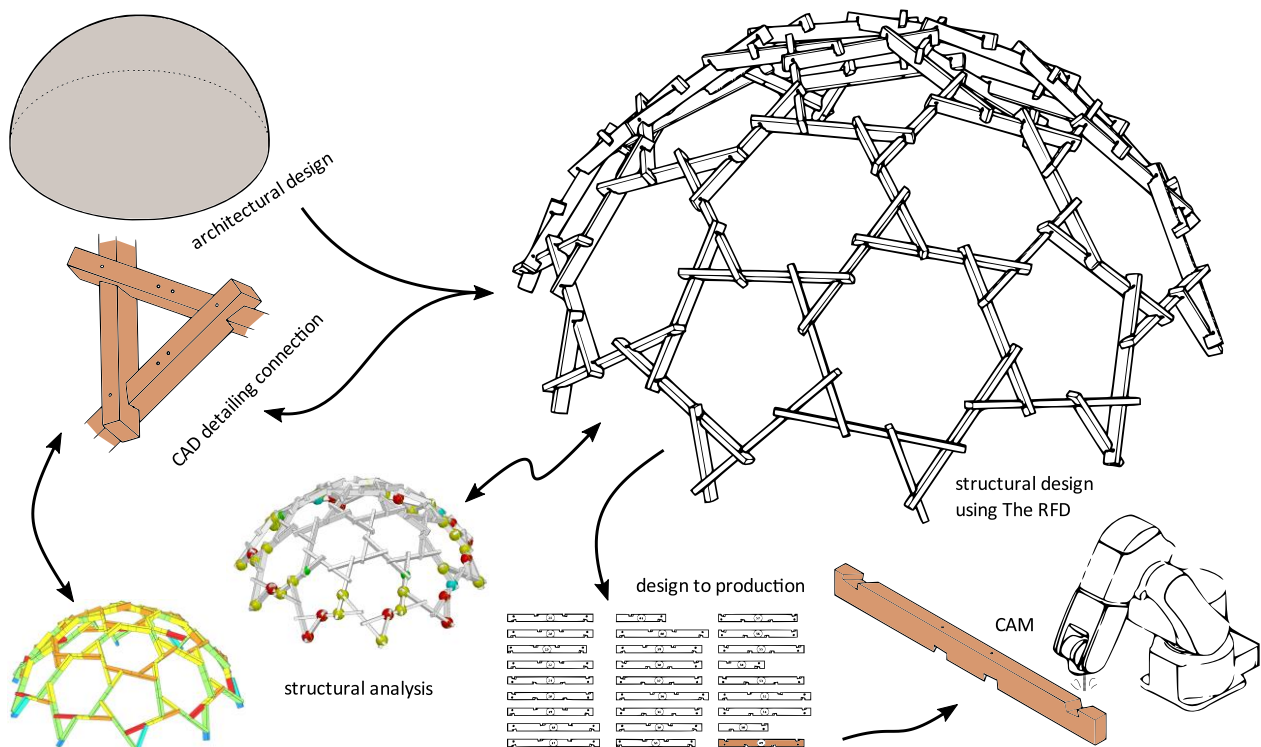 architectural design
CAD detailing connection
structural design
using The RFD
design to production
CAM
structural analysis